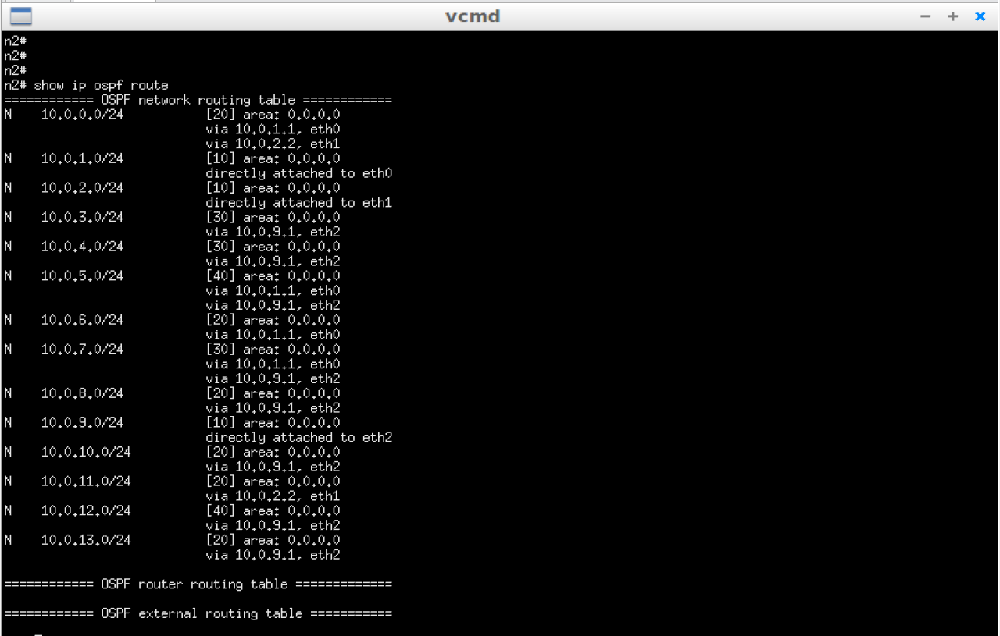 vcmd
n2#
n2#
n2#
n2# show ip ospf route
============ OSPF network routing table ============
N    10.0.0.0/24           [20] area: 0.0.0.0
                           via 10.0.1.1, eth0
                           via 10.0.2.2, eth1
N    10.0.1.0/24           [10] area: 0.0.0.0
                           directly attached to eth0
N    10.0.2.0/24           [10] area: 0.0.0.0
                           directly attached to eth1
N    10.0.3.0/24           [30] area: 0.0.0.0
                           via 10.0.9.1, eth2
N    10.0.4.0/24           [30] area: 0.0.0.0
                           via 10.0.9.1, eth2
N    10.0.5.0/24           [40] area: 0.0.0.0
                           via 10.0.1.1, eth0
                           via 10.0.9.1, eth2
N    10.0.6.0/24           [20] area: 0.0.0.0
                           via 10.0.1.1, eth0
N    10.0.7.0/24           [30] area: 0.0.0.0
                           via 10.0.1.1, eth0
                           via 10.0.9.1, eth2
N    10.0.8.0/24           [20] area: 0.0.0.0
                           via 10.0.9.1, eth2
N    10.0.9.0/24           [10] area: 0.0.0.0
                           directly attached to eth2
N    10.0.10.0/24          [20] area: 0.0.0.0
                           via 10.0.9.1, eth2
N    10.0.11.0/24          [20] area: 0.0.0.0
                           via 10.0.2.2, eth1
N    10.0.12.0/24          [40] area: 0.0.0.0
                           via 10.0.9.1, eth2
N    10.0.13.0/24          [20] area: 0.0.0.0
                           via 10.0.9.1, eth2
============ OSPF router routing table =============
============ OSPF external routing table ===========